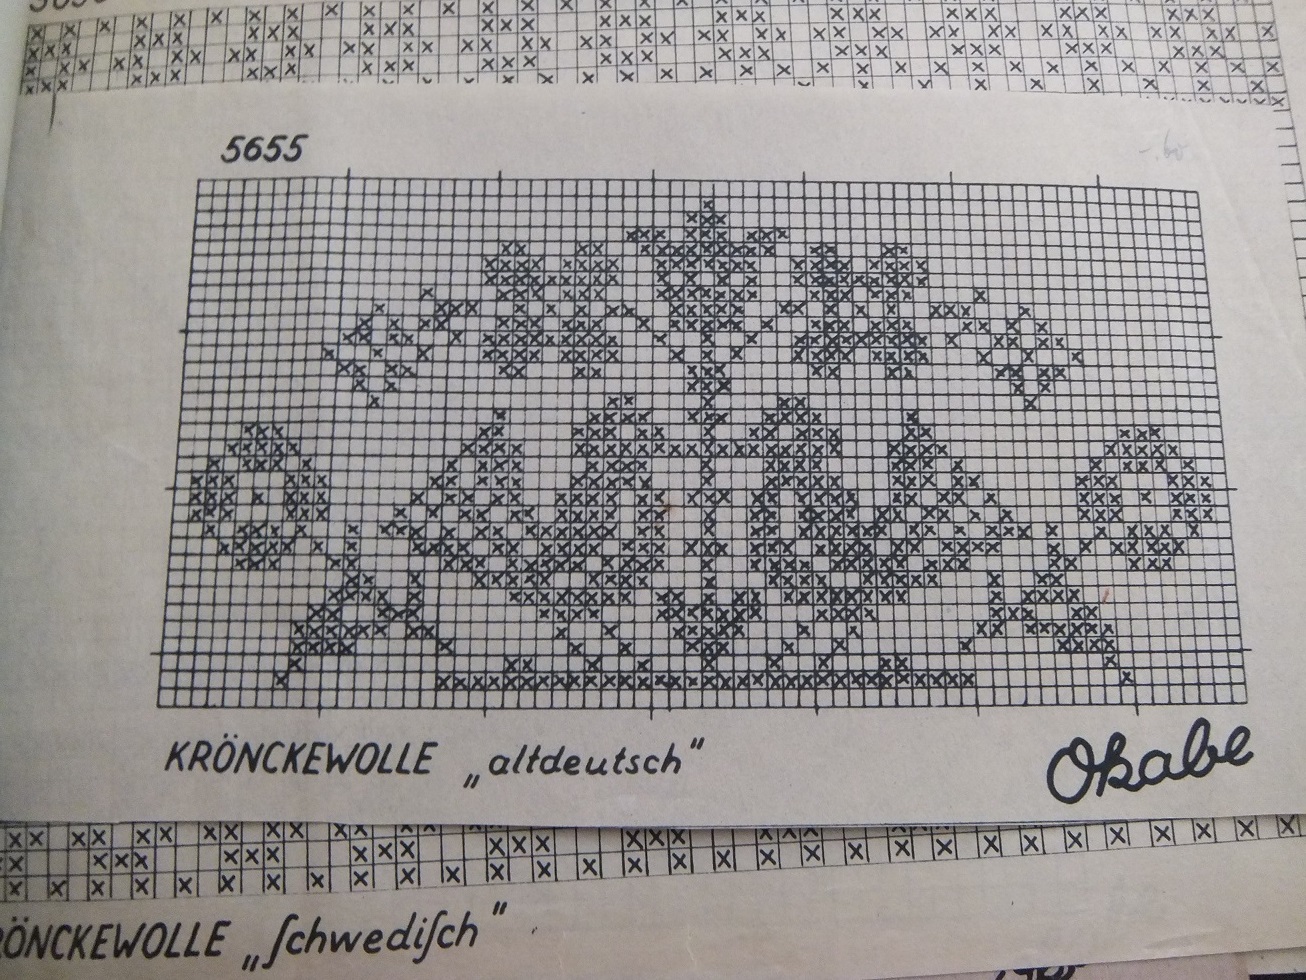 5655
KRÖNCKEWOLLE „altdeutsch"
Okabe
RÖNCKEWOLLE „ſchwediſch"